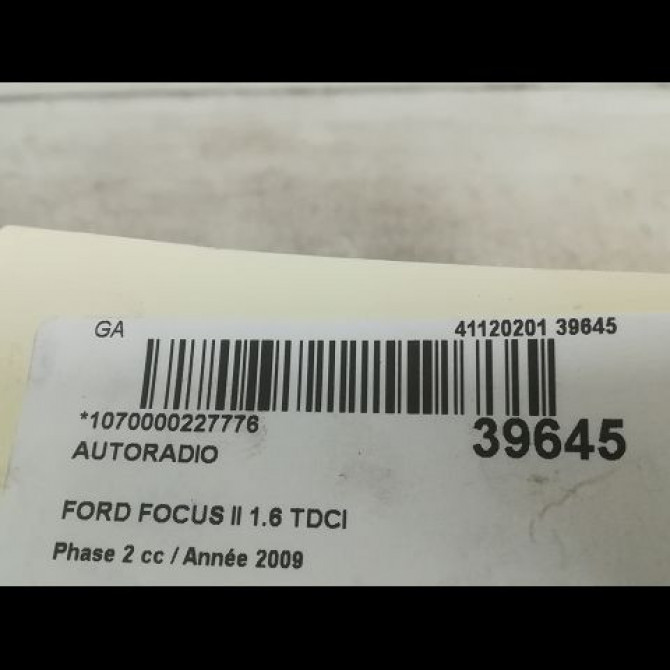 GA 41120201 39645
*1070000227776 39645
AUTORADIO
FORD FOCUS II 1.6 TDCI
Phase 2 cc / Année 2009